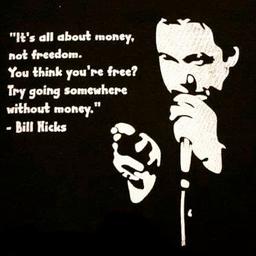 "It's all about money,
not freedom.
You think you're free?
Try going somewhere
without money."
- Bill Hicks